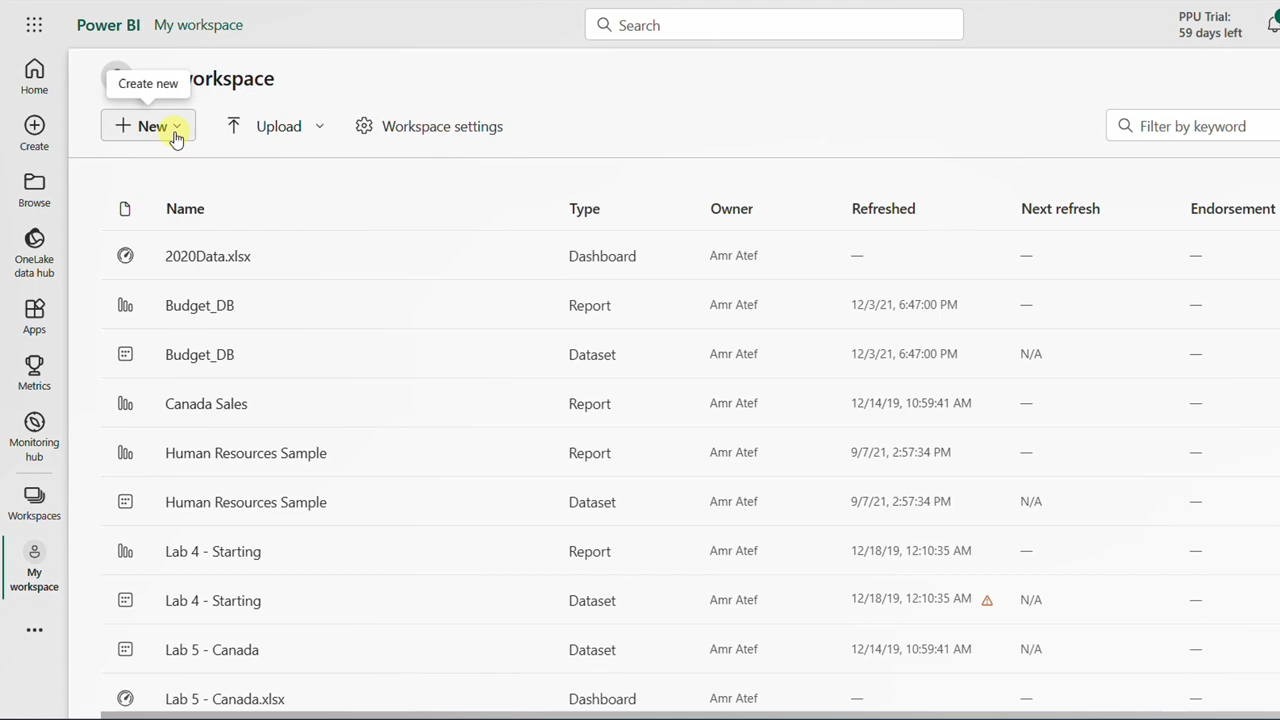 Power BI My workspace
Search
PPU Trial:
59 days left
Home
Create
Browse
OneLake
data hub
Apps
Metrics
Monitoring
hub
Workspaces
My
workspace
workspace
Create new
New
Upload
Workspace settings
Filter by keyword
Name Type Owner Refreshed Next refresh Endorsement
2020Data.xlsx Dashboard Amr Atef — — —
Budget_DB Report Amr Atef 12/3/21, 6:47:00 PM — —
Budget_DB Dataset Amr Atef 12/3/21, 6:47:00 PM N/A —
Canada Sales Report Amr Atef 12/14/19, 10:59:41 AM — —
Human Resources Sample Report Amr Atef 9/7/21, 2:57:34 PM — —
Human Resources Sample Dataset Amr Atef 9/7/21, 2:57:34 PM N/A —
Lab 4 - Starting Report Amr Atef 12/18/19, 12:10:35 AM — —
Lab 4 - Starting Dataset Amr Atef 12/18/19, 12:10:35 AM N/A —
Lab 5 - Canada Dataset Amr Atef 12/14/19, 10:59:41 AM N/A —
Lab 5 - Canada.xlsx Dashboard Amr Atef — — —